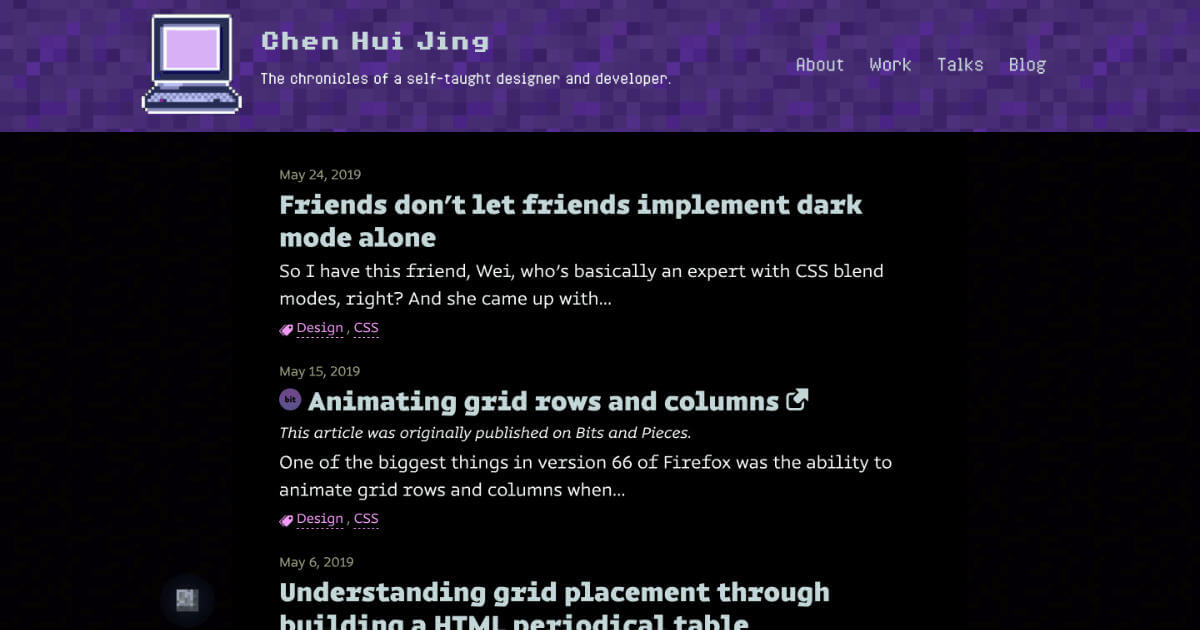 Chen Hui Jing
The chronicles of a self-taught designer and developer.
About Work Talks Blog
May 24, 2019
Friends don’t let friends implement dark
mode alone
So I have this friend, Wei, who’s basically an expert with CSS blend
modes, right? And she came up with...
Design , CSS
May 15, 2019
bit Animating grid rows and columns
This article was originally published on Bits and Pieces.
One of the biggest things in version 66 of Firefox was the ability to
animate grid rows and columns when...
Design , CSS
May 6, 2019
Understanding grid placement through
building a HTML periodical table